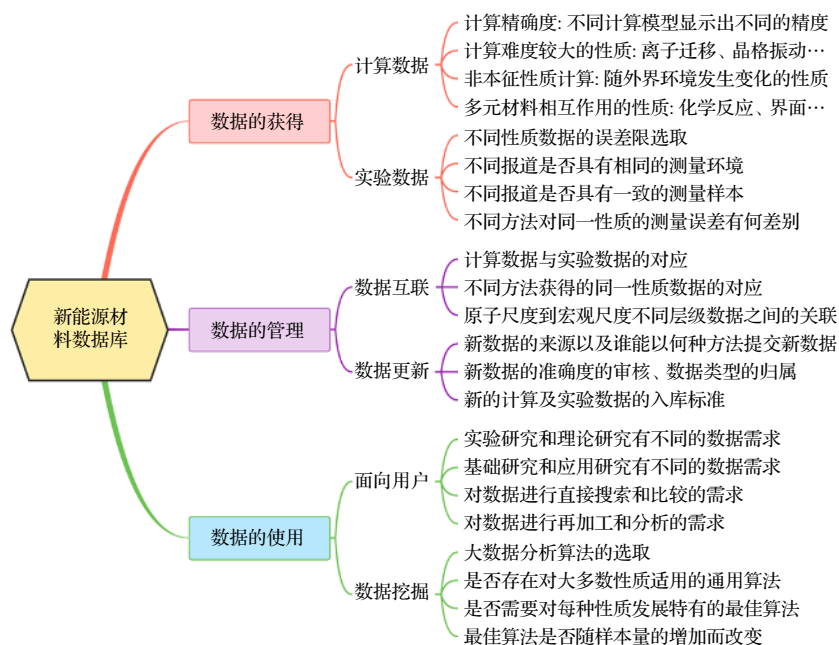 新能源材
料数据库
数据的获得
计算数据
计算精确度: 不同计算模型显示出不同的精度
计算难度较大的性质: 离子迁移、晶格振动…
非本征性质计算: 随外界环境发生变化的性质
多元材料相互作用的性质: 化学反应、界面…
实验数据
不同性质数据的误差限选取
不同报道是否具有相同的测量环境
不同报道是否具有一致的测量样本
不同方法对同一性质的测量误差有何差别
数据的管理
数据互联
计算数据与实验数据的对应
不同方法获得的同一性质数据的对应
原子尺度到宏观尺度不同层级数据之间的关联
数据更新
新数据的来源以及谁能以何种方法提交新数据
新数据的准确度的审核、数据类型的归属
新的计算及实验数据的入库标准
数据的使用
面向用户
实验研究和理论研究有不同的数据需求
基础研究和应用研究有不同的数据需求
对数据进行直接搜索和比较的需求
对数据进行再加工和分析的需求
数据挖掘
大数据分析算法的选取
是否存在对大多数性质适用的通用算法
是否需要对每种性质发展特有的最佳算法
最佳算法是否随样本量的增加而改变